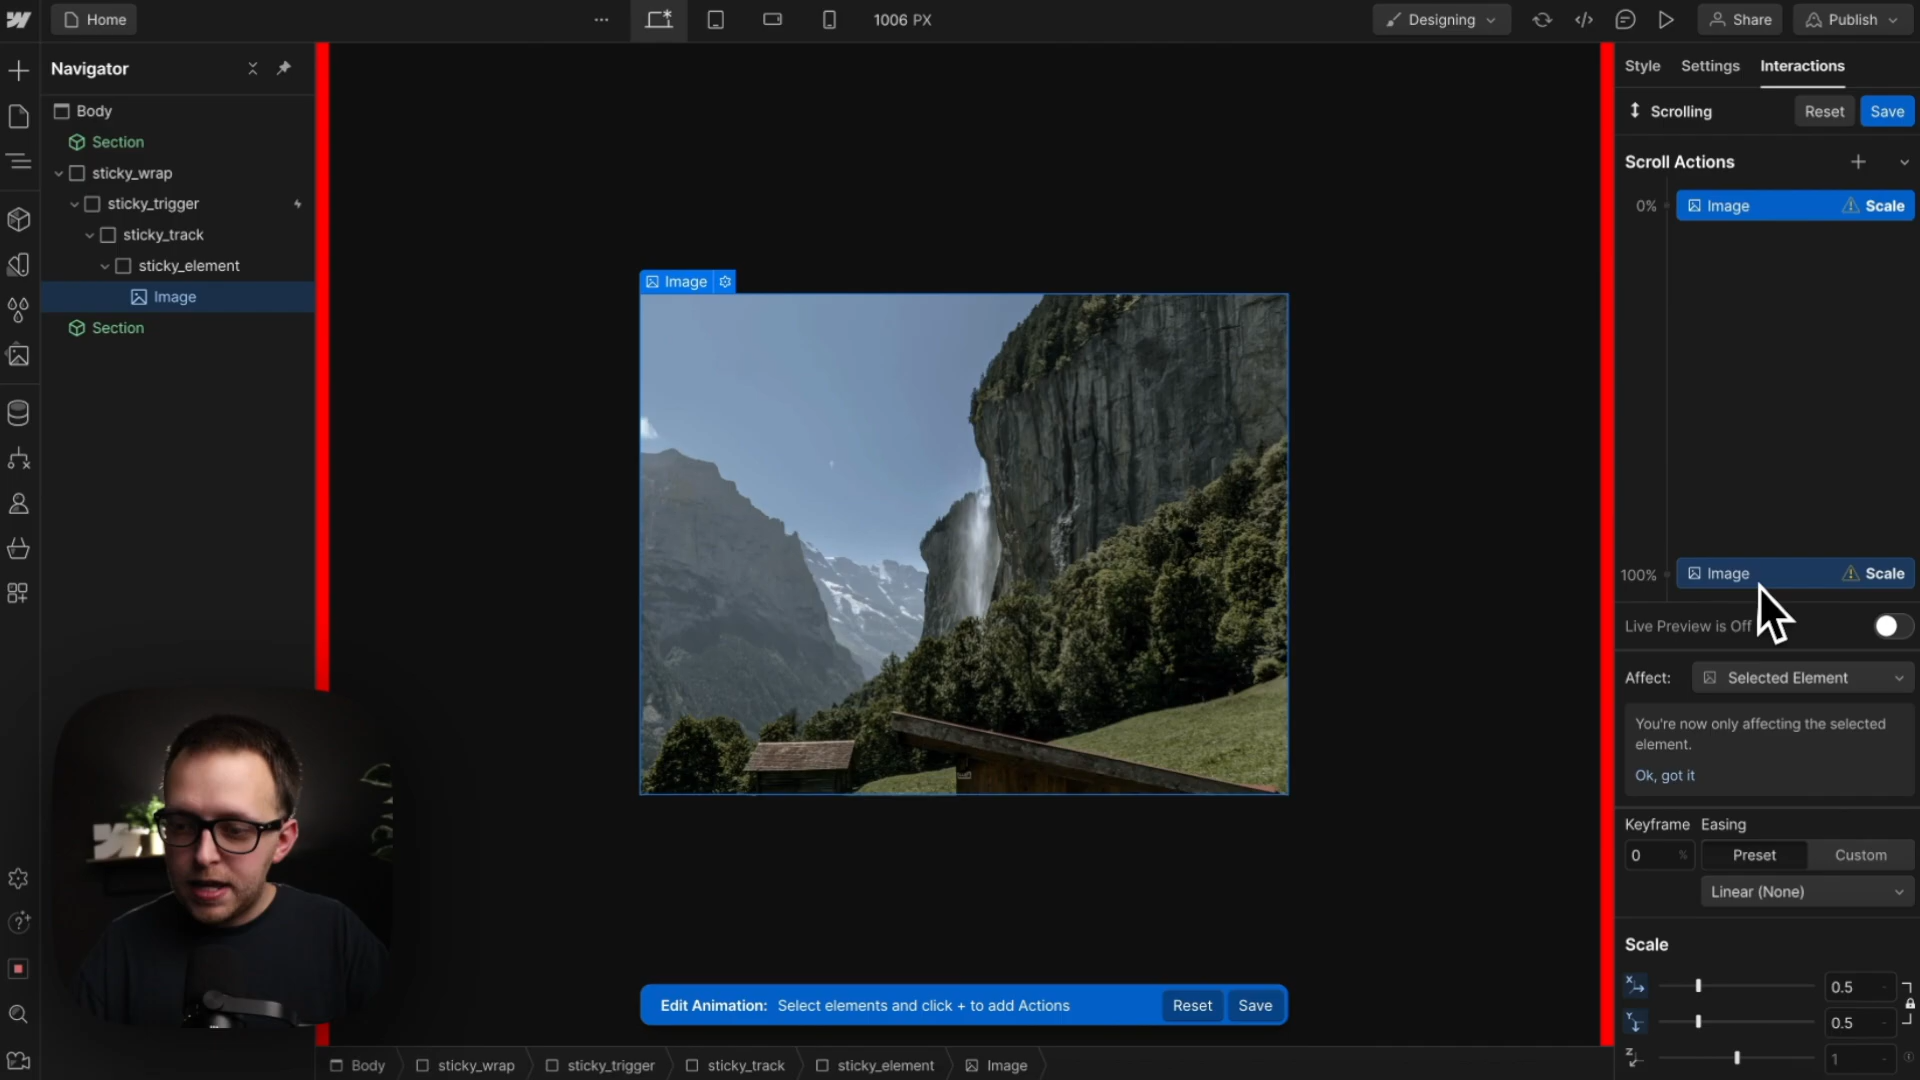 Home
1006 PX
Designing
Share
Publish
Navigator
Body
Section
sticky_wrap
sticky_trigger
sticky_track
sticky_element
Image
Section
Image
Style Settings Interactions
Scrolling
Reset
Save
Scroll Actions
0%
Image
Scale
100%
Image
Scale
Live Preview is Off
Affect:
Selected Element
You're now only affecting the selected
element.
Ok, got it
Keyframe Easing
0 %
Preset
Custom
Linear (None)
Scale
X
0.5 -
Y
0.5 -
Z
1 -
Edit Animation: Select elements and click + to add Actions
Reset
Save
Body
sticky_wrap
sticky_trigger
sticky_track
sticky_element
Image